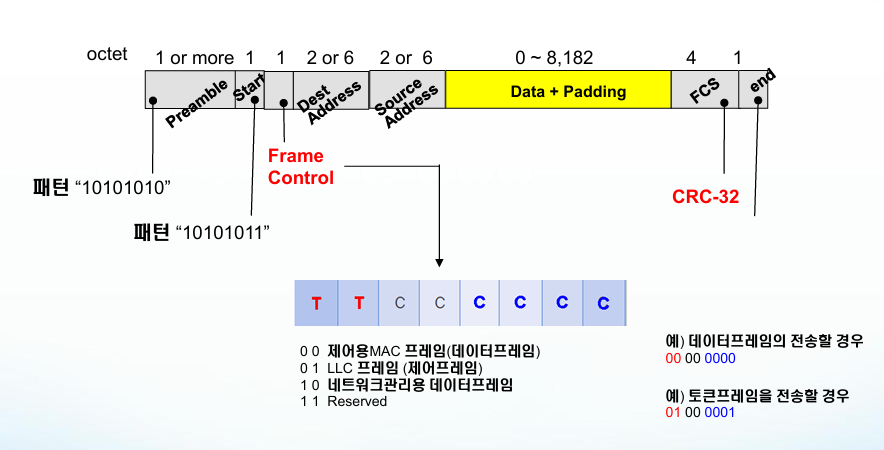 octet 1 or more 1 1 2 or 6 2 or 6 0 ~ 8,182 4 1
Preamble Start Dest Address Source Address Data + Padding FCS end
Frame
Control
패턴 “10101010”
CRC-32
패턴 “10101011”
T T C C C C C C
0 0 제어용MAC 프레임(데이터프레임)
0 1 LLC 프레임 (제어프레임)
1 0 네트워크관리용 데이터프레임
1 1 Reserved
예) 데이터프레임의 전송할 경우
00 00 0000
예) 토큰프레임을 전송할 경우
01 00 0001